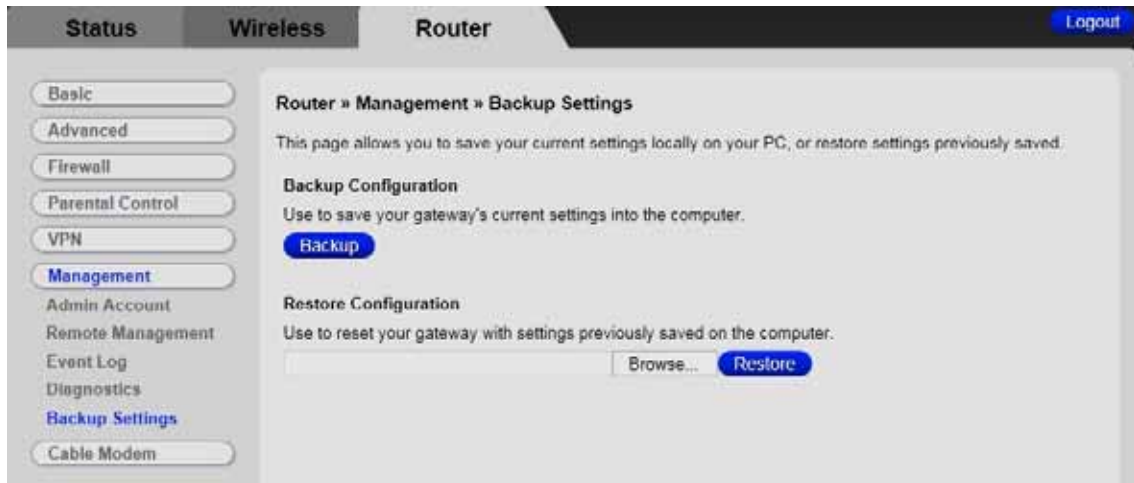 Status
Wireless
Router
Logout
Basic
Advanced
Firewall
Parental Control
VPN
Management
Admin Account
Remote Management
Event Log
Diagnostics
Backup Settings
Cable Modem
Router » Management » Backup Settings
This page allows you to save your current settings locally on your PC, or restore settings previously saved.
Backup Configuration
Use to save your gateway's current settings into the computer.
Backup
Restore Configuration
Use to reset your gateway with settings previously saved on the computer.
Browse... Restore